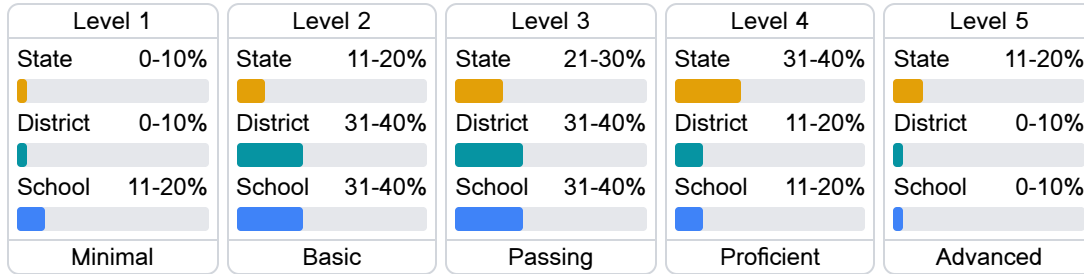 Level 1
State 0-10%
District 0-10%
School 11-20%
Minimal
Level 2
State 11-20%
District 31-40%
School 31-40%
Basic
Level 3
State 21-30%
District 31-40%
School 31-40%
Passing
Level 4
State 31-40%
District 11-20%
School 11-20%
Proficient
Level 5
State 11-20%
District 0-10%
School 0-10%
Advanced